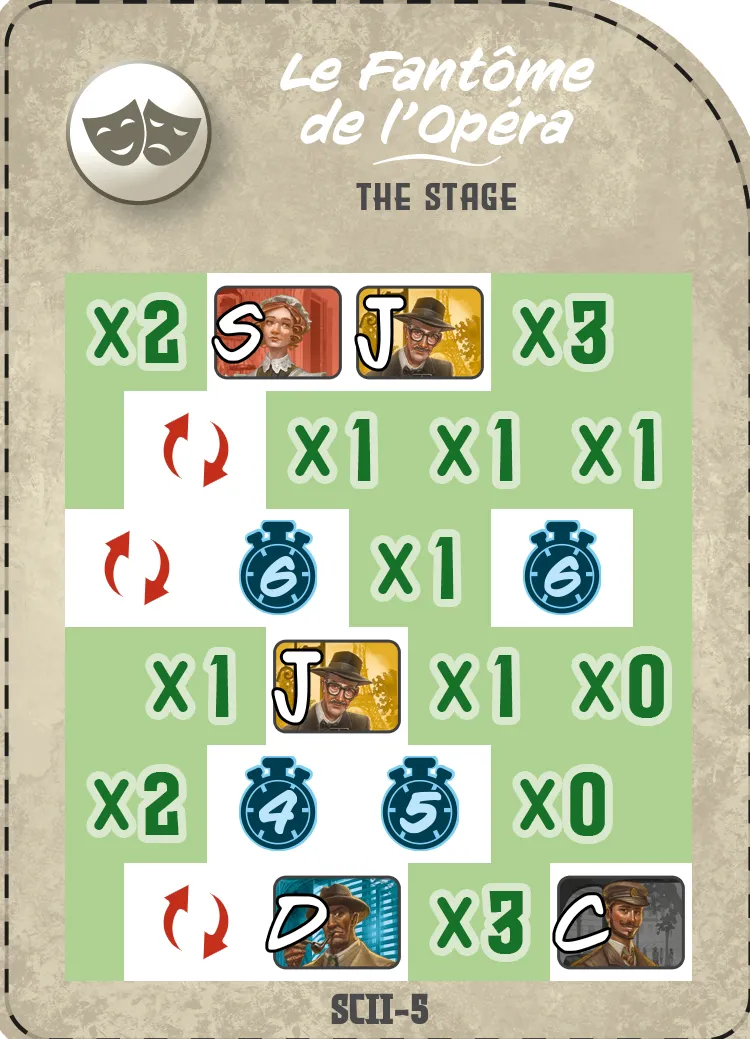 Le Fantôme
de l'Opéra
THE STAGE
X2 S J X3
X1 X1 X1
6 X1 6
X1 J X1 X0
X2 4 5 X0
D X3 C
SCII-5